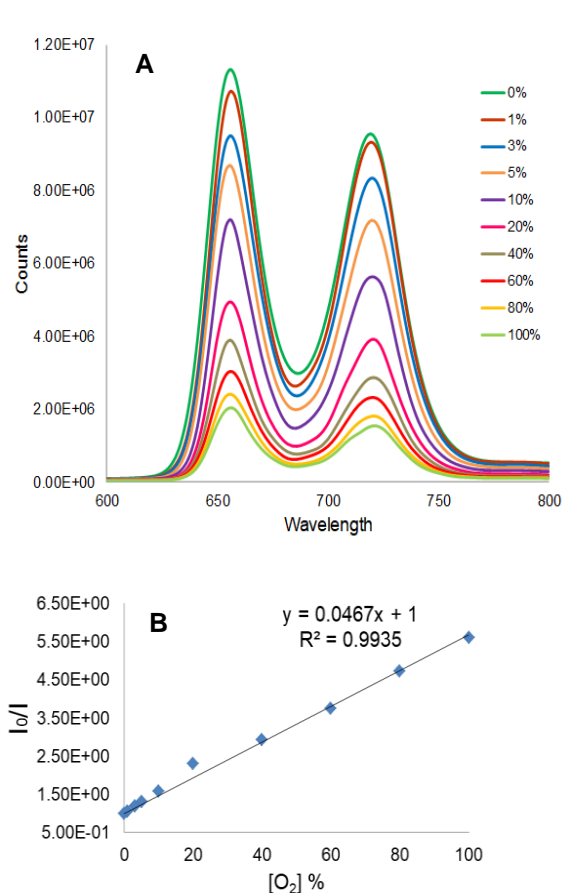 A
1.20E+07
1.00E+07
8.00E+06
6.00E+06
4.00E+06
2.00E+06
0.00E+00
Counts
600 650 700 750 800
Wavelength
0%
1%
3%
5%
10%
20%
40%
60%
80%
100%
B
y = 0.0467x + 1
R² = 0.9935
6.50E+00
5.50E+00
4.50E+00
3.50E+00
2.50E+00
1.50E+00
5.00E-01
I₀/I
0 20 40 60 80 100
[O₂] %